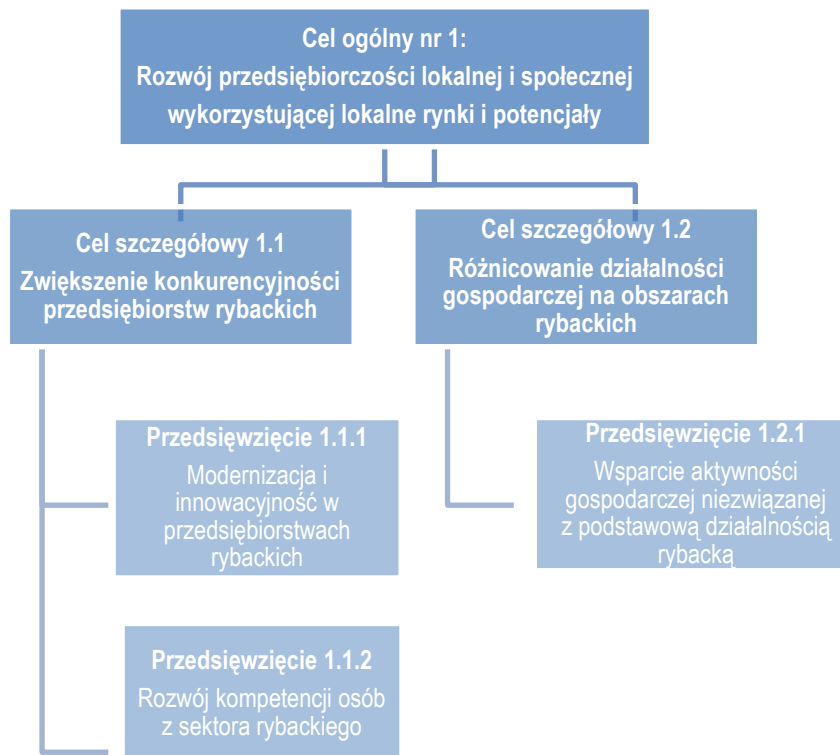 Cel ogólny nr 1:
Rozwój przedsiębiorczości lokalnej i społecznej
wykorzystującej lokalne rynki i potencjały
Cel szczegółowy 1.1
Zwiększenie konkurencyjności
przedsiębiorstw rybackich
Cel szczegółowy 1.2
Różnicowanie działalności
gospodarczej na obszarach
rybackich
Przedsięwzięcie 1.1.1
Modernizacja i
innowacyjność w
przedsiębiorstwach
rybackich
Przedsięwzięcie 1.2.1
Wsparcie aktywności
gospodarczej niezwiązanej
z podstawową działalnością
rybacką
Przedsięwzięcie 1.1.2
Rozwój kompetencji osób
z sektora rybackiego